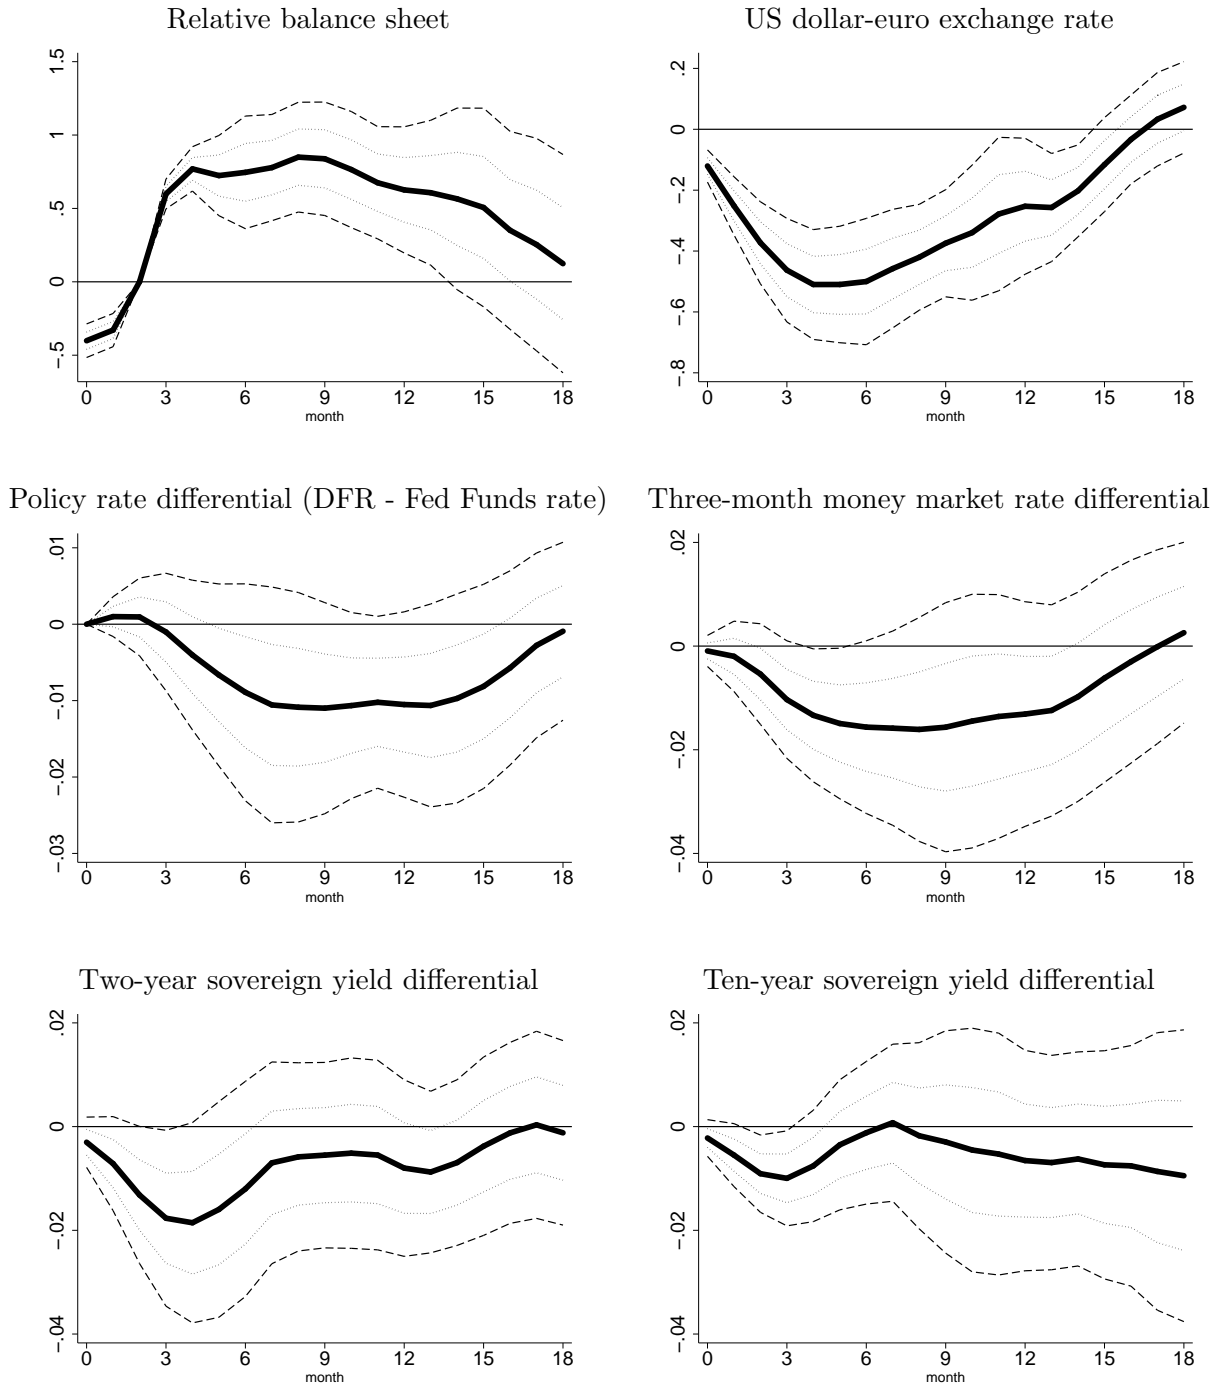 Relative balance sheet
1.5
1
.5
0
−.5
0 3 6 9 12 15 18
month
US dollar-euro exchange rate
.2
0
−.2
−.4
−.6
−.8
0 3 6 9 12 15 18
month
Policy rate differential (DFR - Fed Funds rate)
.01
0
−.01
−.02
−.03
0 3 6 9 12 15 18
month
Three-month money market rate differential
.02
0
−.02
−.04
0 3 6 9 12 15 18
month
Two-year sovereign yield differential
.02
0
−.02
−.04
0 3 6 9 12 15 18
month
Ten-year sovereign yield differential
.02
0
−.02
−.04
0 3 6 9 12 15 18
month